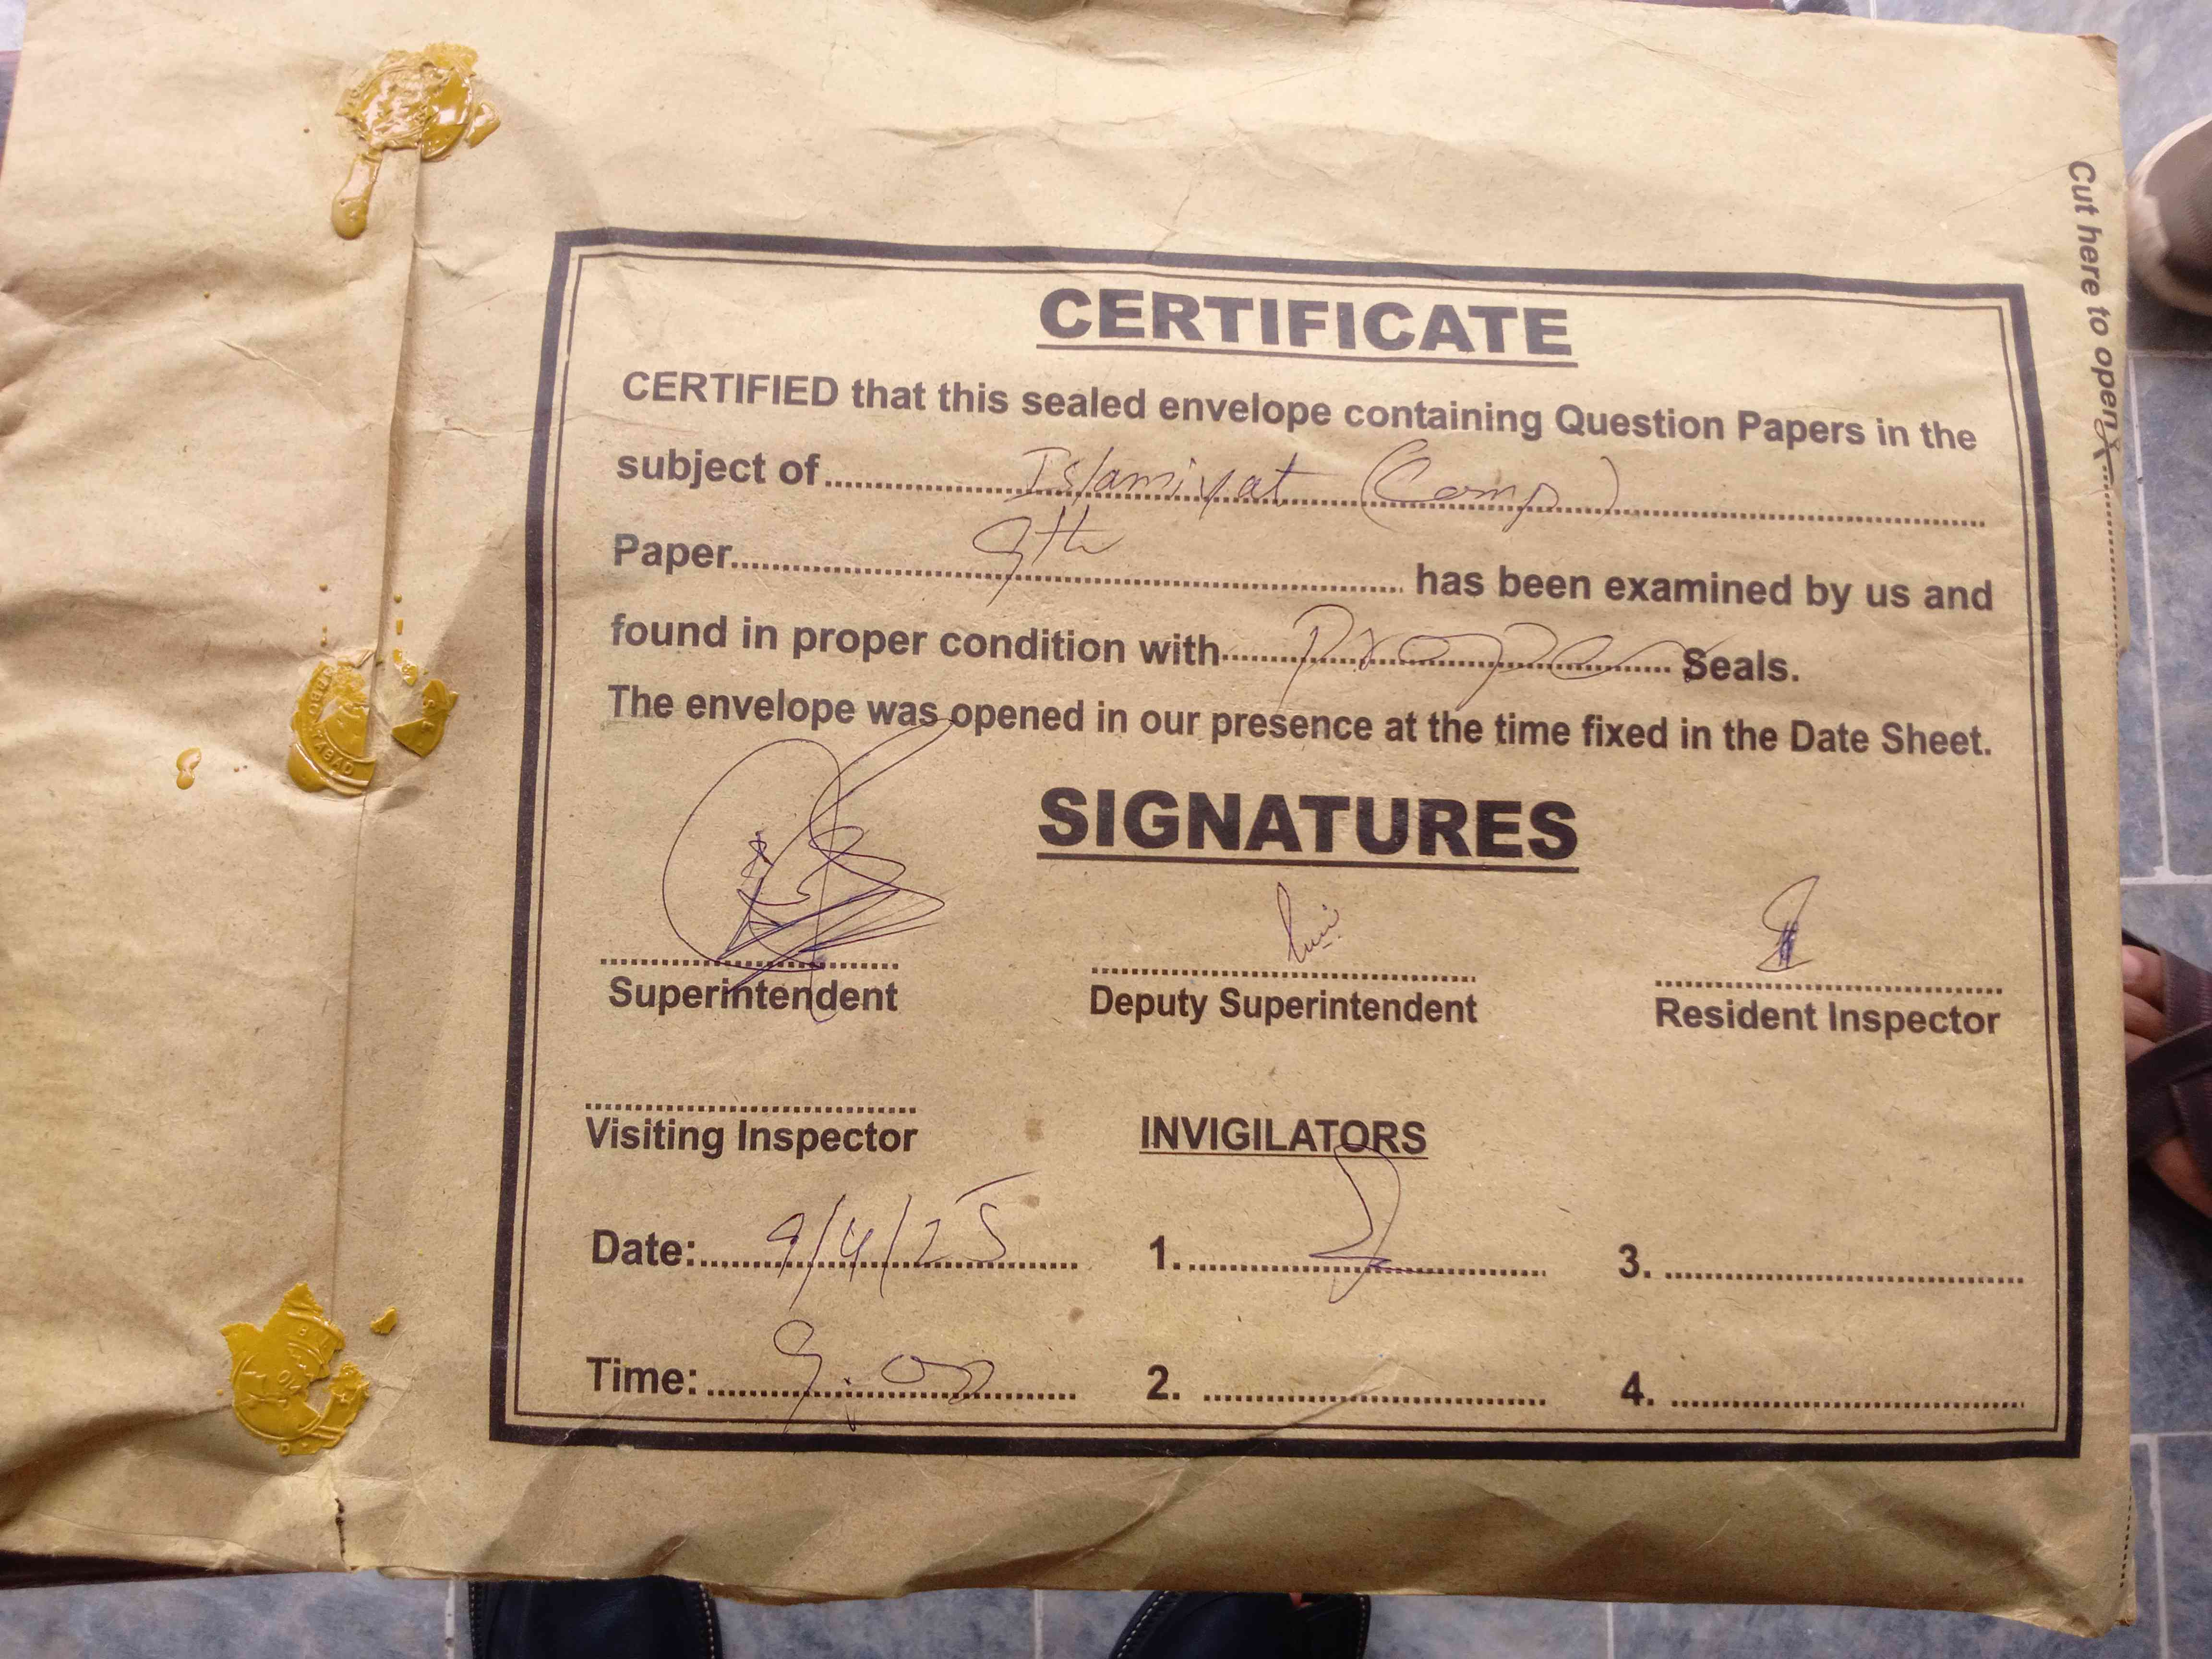 Cut here to open
CERTIFICATE
CERTIFIED that this sealed envelope containing Question Papers in the
subject of Islamiyat (Comp)
Paper 9th has been examined by us and
found in proper condition with Proper Seals.
The envelope was opened in our presence at the time fixed in the Date Sheet.
SIGNATURES
Superintendent Deputy Superintendent Resident Inspector
Visiting Inspector INVIGILATORS
Date: 9/4/25 1. 3.
Time: 9:00 2. 4.